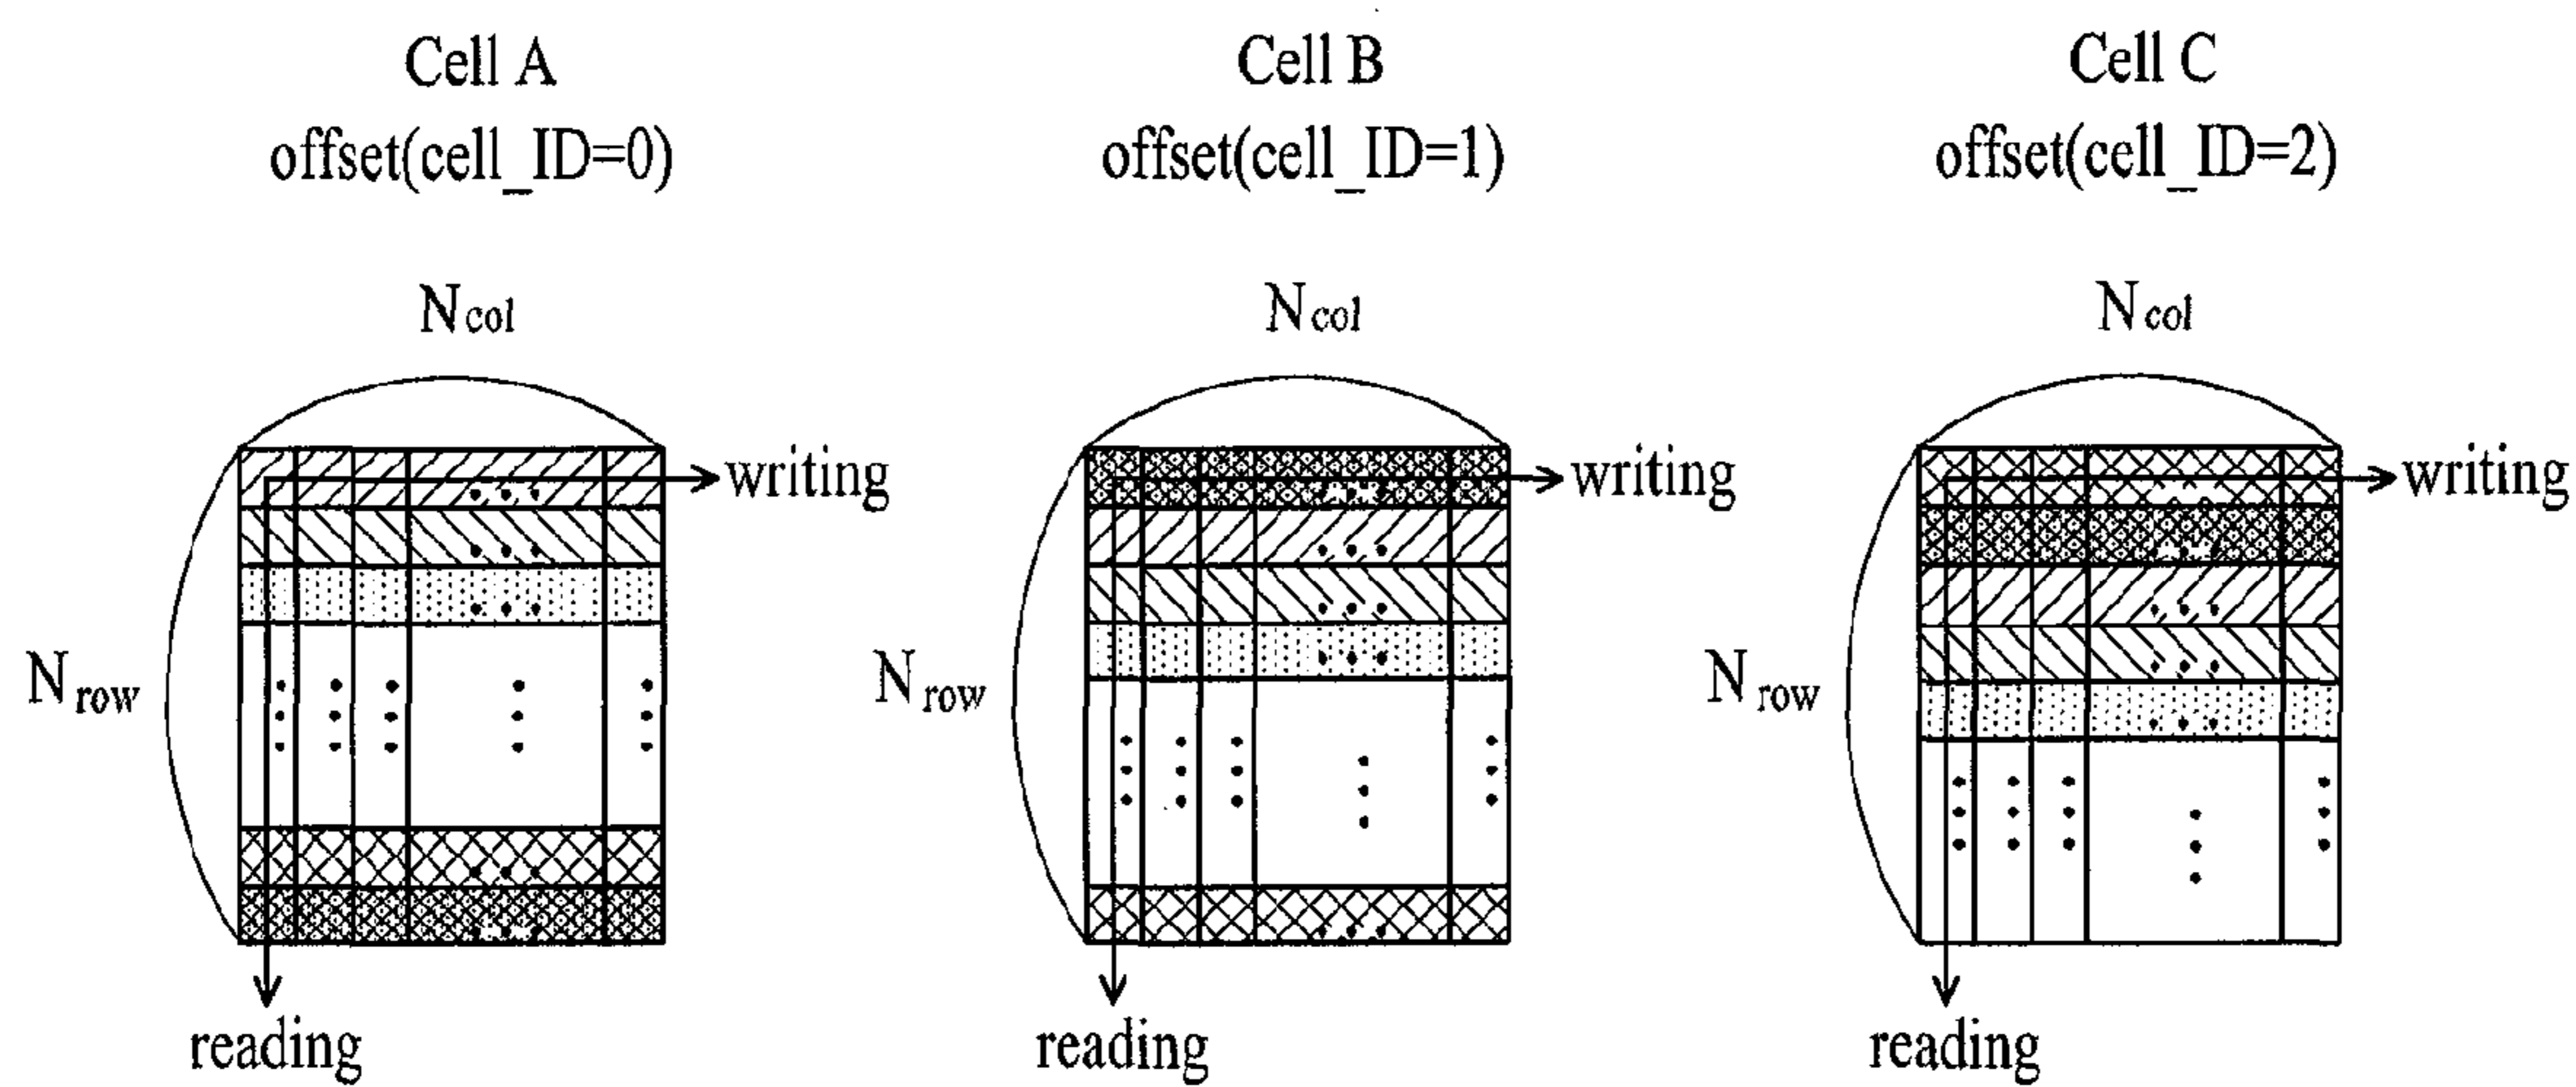 Cell A
offset(cell_ID=0)
Ncol
writing
Nrow
reading
Cell B
offset(cell_ID=1)
Ncol
writing
Nrow
reading
Cell C
offset(cell_ID=2)
Ncol
writing
Nrow
reading